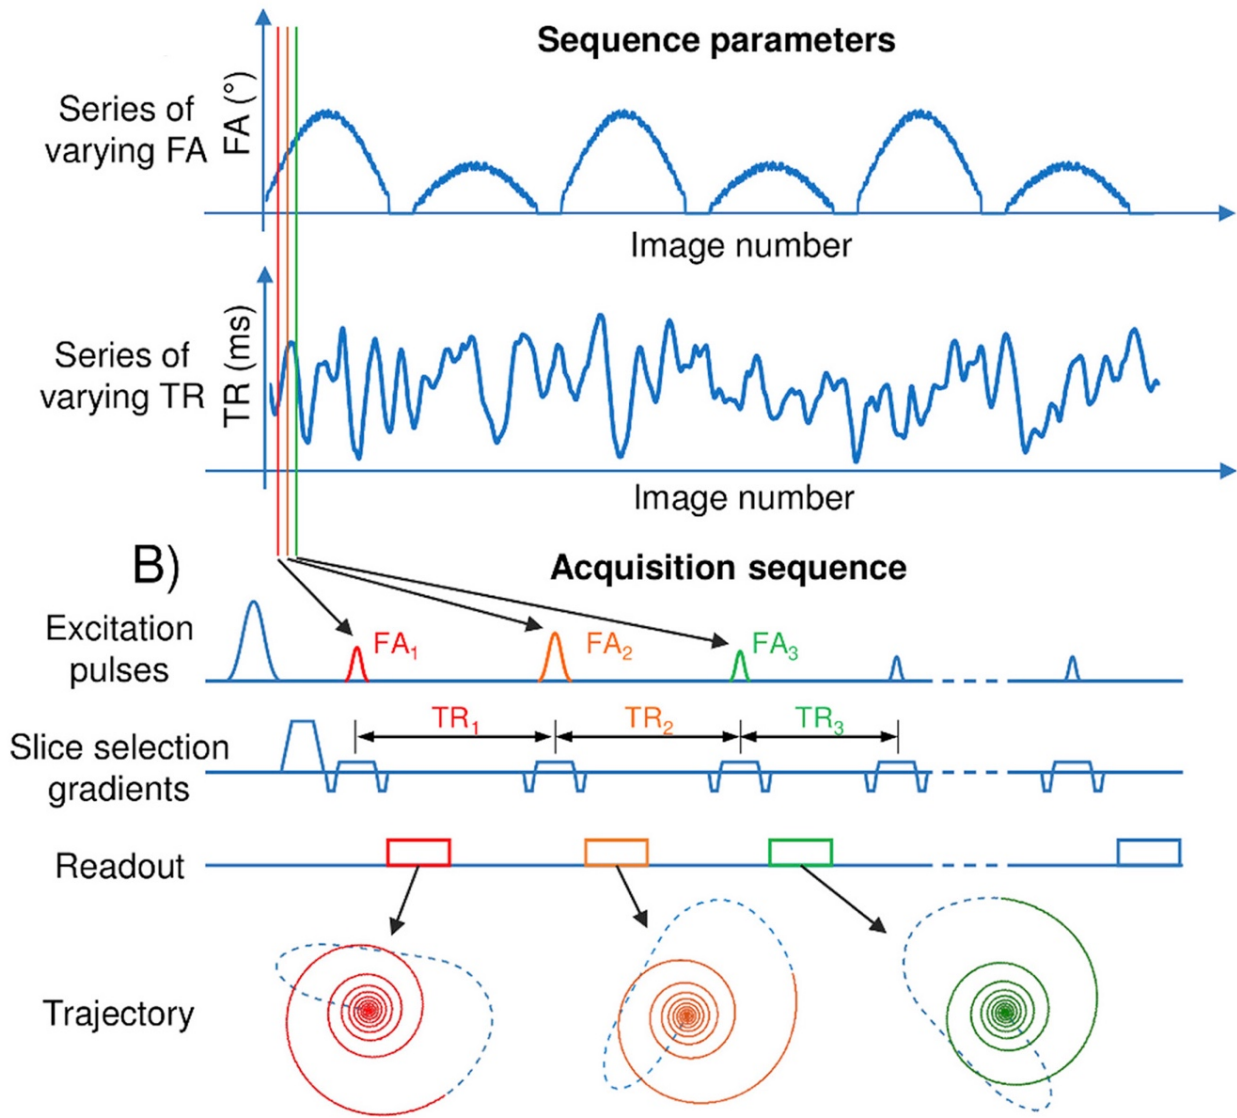 Sequence parameters
Series of
varying FA
FA (°)
Image number
Series of
varying TR
TR (ms)
Image number
B)
Acquisition sequence
Excitation
pulses
FA₁
FA₂
FA₃
Slice selection
gradients
TR₁
TR₂
TR₃
Readout
Trajectory